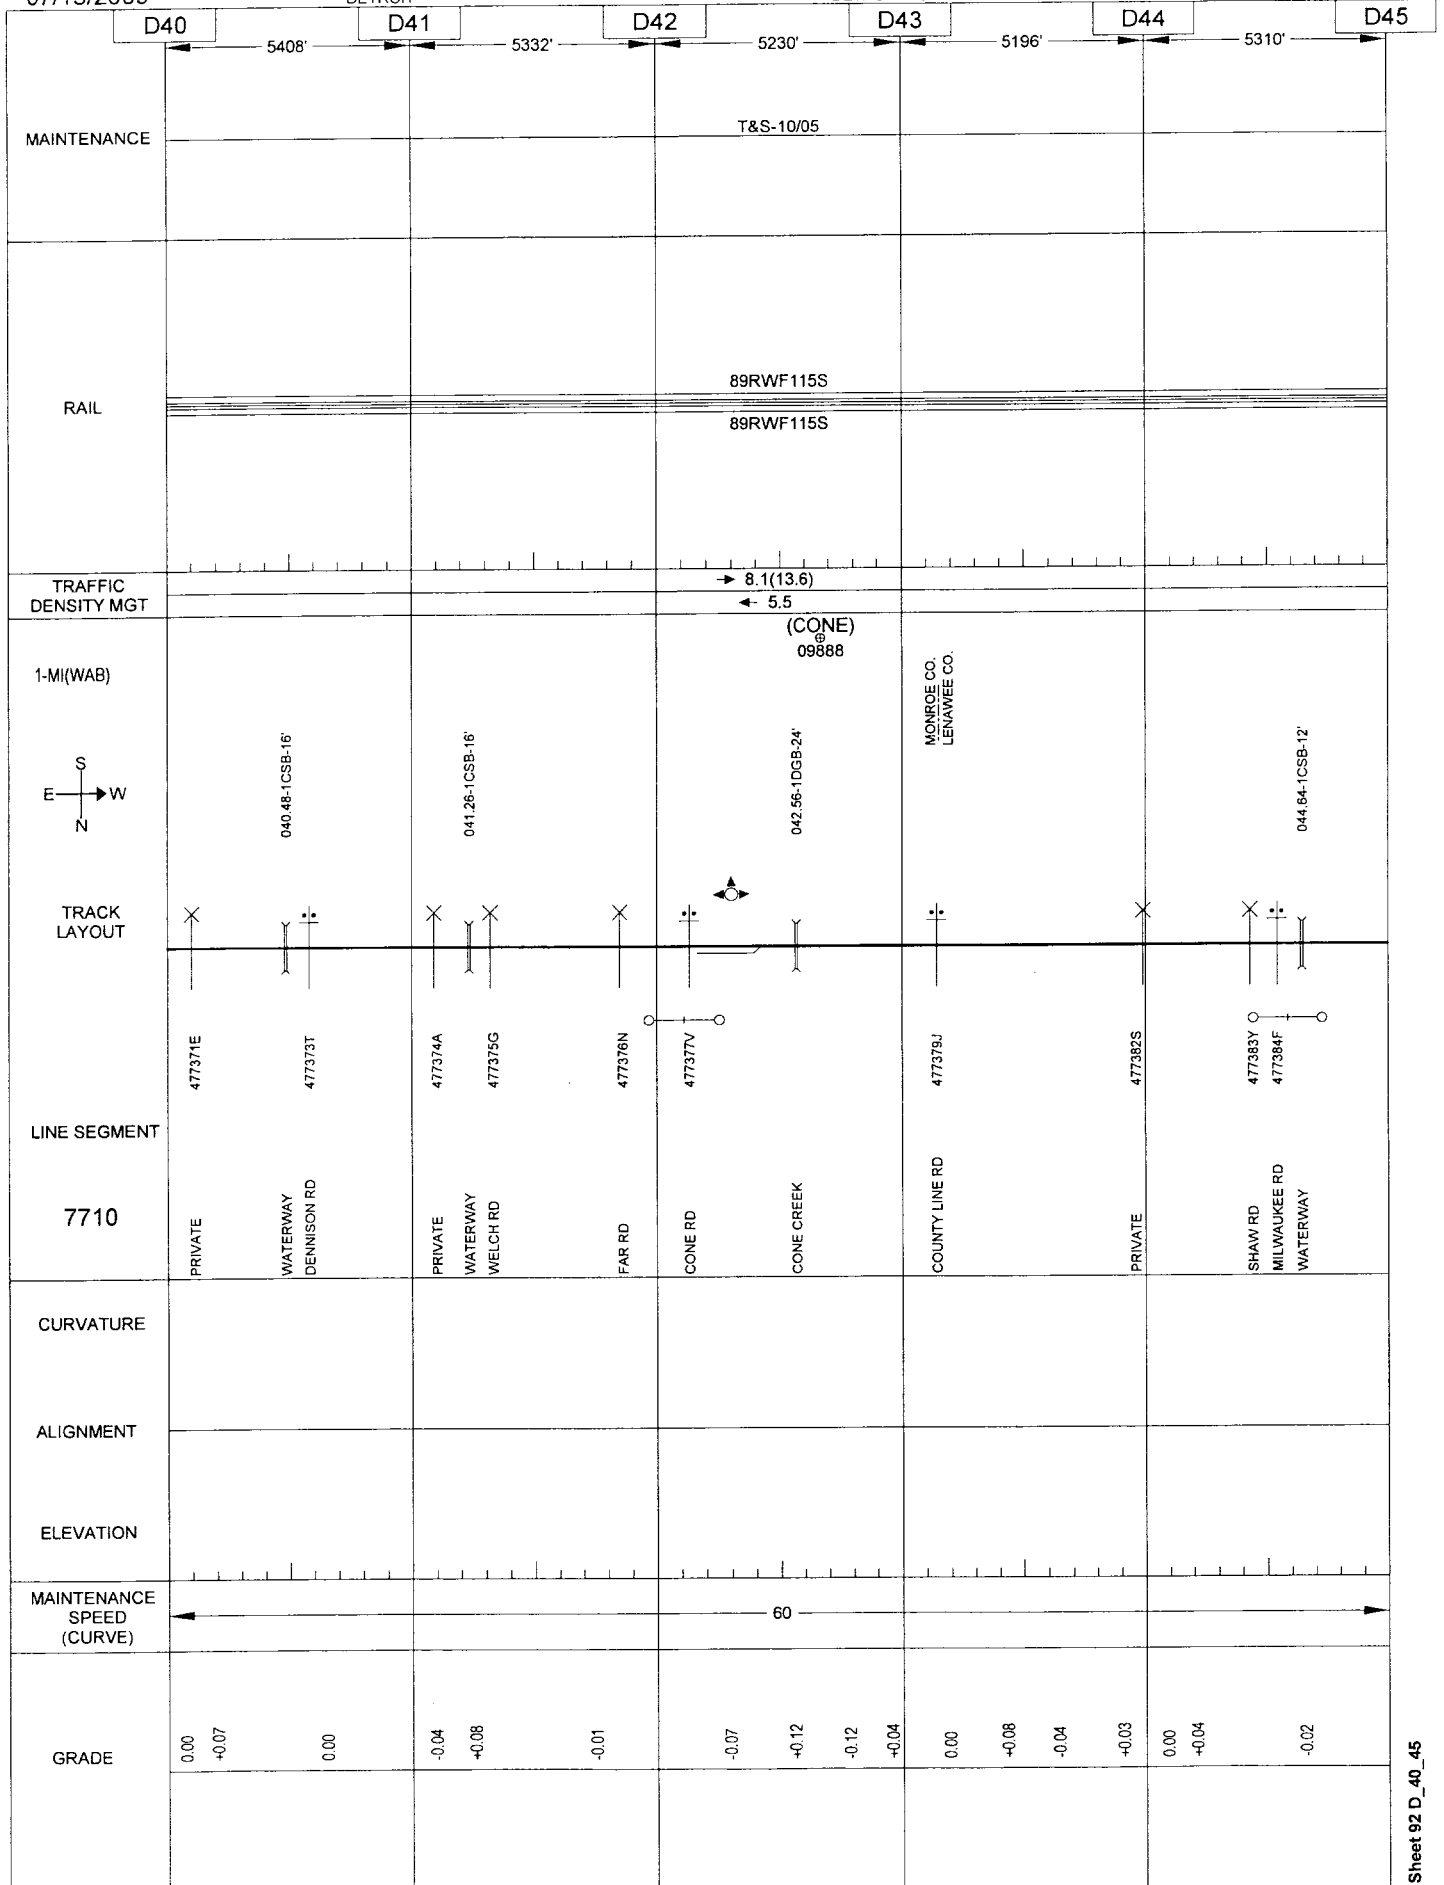 D40 D41 D42 D43 D44 D45
5408' 5332' 5230' 5196' 5310'
MAINTENANCE
T&S-10/05
RAIL
89RWF115S
89RWF115S
TRAFFIC
DENSITY MGT
8.1(13.6)
5.5
(CONE)
09888
1-MI(WAB)
MONROE CO.
LENAWEE CO.
S
E W
N
040.48-1CSB-16'
041.26-1CSB-16'
042.56-1DGB-24'
044.64-1CSB-12'
TRACK
LAYOUT
477371E
477373T
477374A
477375G
477376N
477377V
477379J
477382S
477383Y
477384F
LINE SEGMENT
7710
PRIVATE
WATERWAY
DENNISON RD
PRIVATE
WATERWAY
WELCH RD
FAR RD
CONE RD
CONE CREEK
COUNTY LINE RD
PRIVATE
SHAW RD
MILWAUKEE RD
WATERWAY
CURVATURE
ALIGNMENT
ELEVATION
MAINTENANCE
SPEED
(CURVE)
60
GRADE
0.00
+0.07
0.00
-0.04
+0.08
-0.01
-0.07
+0.12
-0.12
+0.04
0.00
+0.08
-0.04
+0.03
0.00
+0.04
-0.02
Sheet 92 D_40_45